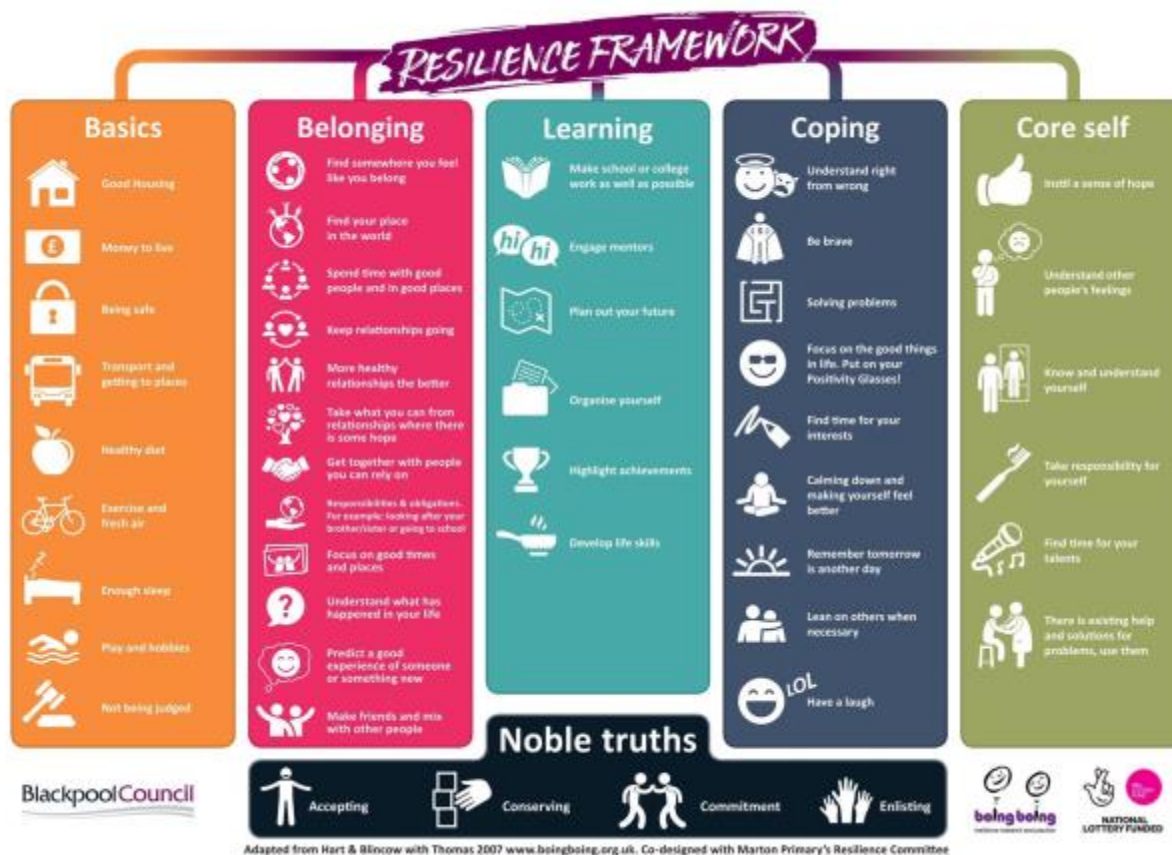 RESILIENCE FRAMEWORK
Basics
Good Housing
£
Money to live
Being safe
Transport and
getting to places
Healthy diet
Exercise and
fresh air
Enough sleep
Play and hobbies
Not being judged
Belonging
Find somewhere you feel
like you belong
Find your place
in the world
Spend time with good
people and in good places
Keep relationships going
More healthy
relationships the better
Take what you can from
relationships where there
is some hope
Get together with people
you can rely on
Responsibilities & obligations.
For example: looking after your
brother/sister or going to school
Focus on good times
and places
?
Understand what has
happened in your life
Predict a good
experience of someone
or something new
Make friends and mix
with other people
Learning
Make school or college
work as well as possible
hi hi
Engage mentors
Plan out your future
Organise yourself
Highlight achievements
Develop life skills
Coping
Understand right
from wrong
Be brave
Solving problems
Focus on the good things
in life. Put on your
Positivity Glasses!
Find time for your
interests
Calming down and
making yourself feel
better
Remember tomorrow
is another day
Lean on others when
necessary
LOL
Have a laugh
Core self
Instil a sense of hope
Understand other
people's feelings
Know and understand
yourself
Take responsibility for
yourself
Find time for your
talents
There is existing help
and solutions for
problems, use them
Noble truths
Accepting
Conserving
Commitment
Enlisting
BlackpoolCouncil
boingboing
NATIONAL
LOTTERY FUNDED
Adapted from Hart & Blincow with Thomas 2007 www.boingboing.org.uk. Co-designed with Marton Primary's Resilience Committee